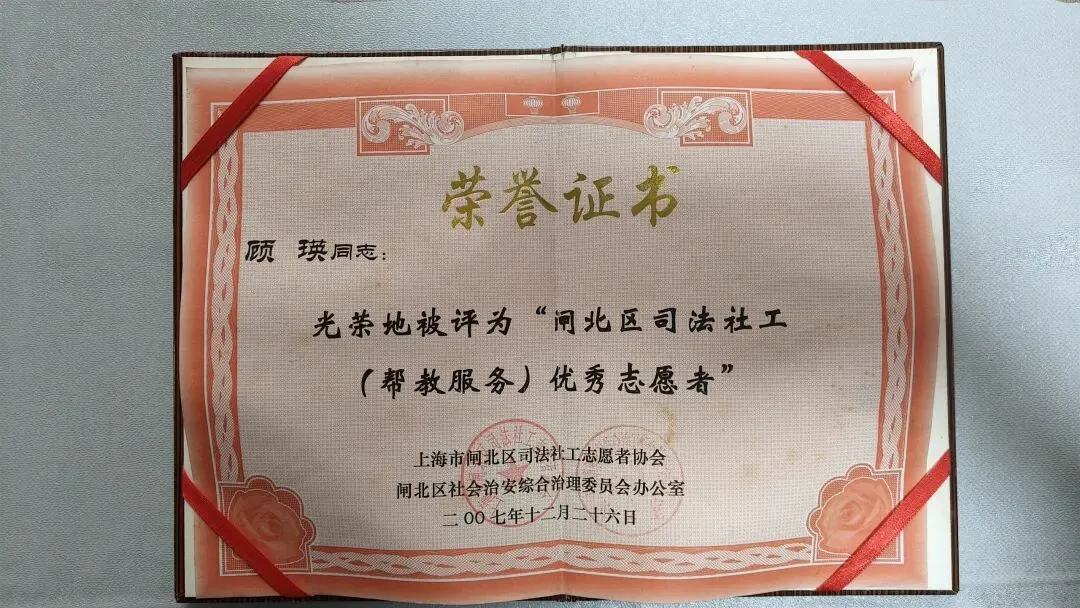 荣誉证书
顾 瑛同志：
光荣地被评为“闸北区司法社工
（帮教服务）优秀志愿者”
上海市闸北区司法社工志愿者协会
闸北区社会治安综合治理委员会办公室
二00七年十二月二十六日